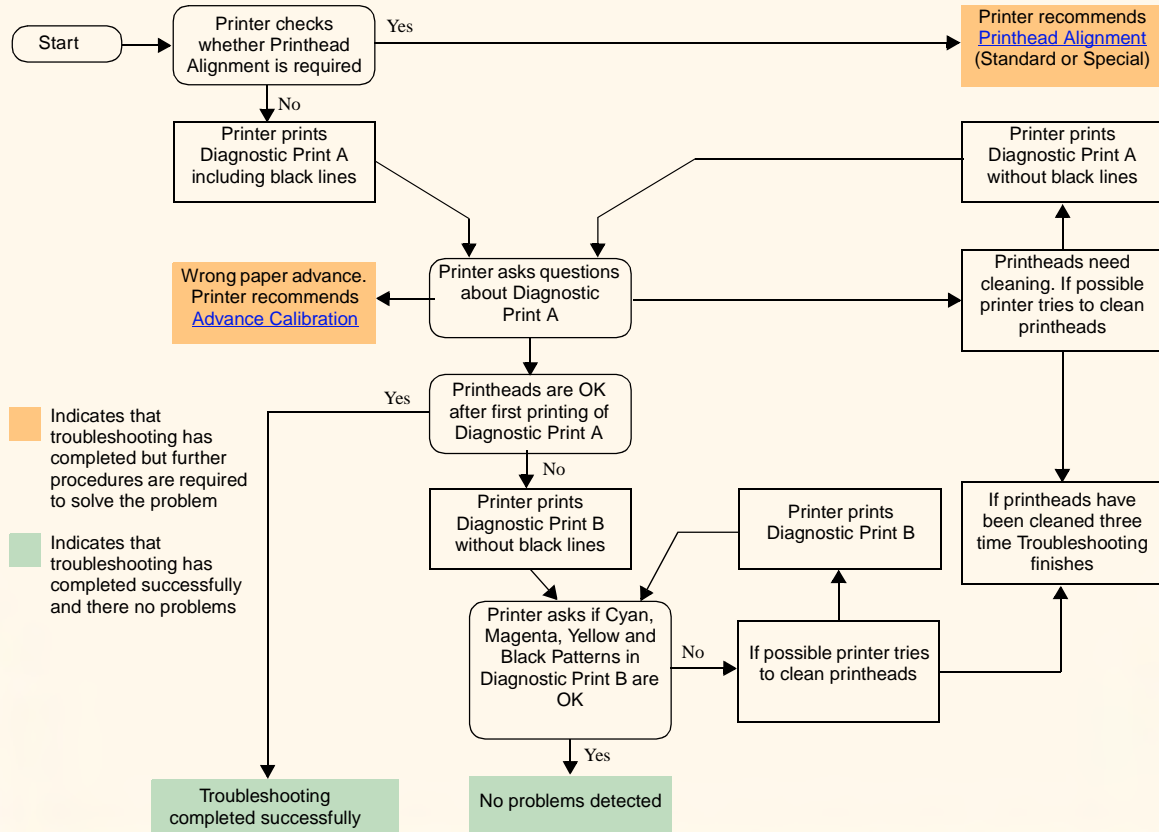 Start
Printer checks
whether Printhead
Alignment is required
Yes
Printer recommends
Printhead Alignment
(Standard or Special)
No
Printer prints
Diagnostic Print A
including black lines
Printer prints
Diagnostic Print A
without black lines
Wrong paper advance.
Printer recommends
Advance Calibration
Printer asks questions
about Diagnostic
Print A
Printheads need
cleaning. If possible
printer tries to clean
printheads
Yes
Printheads are OK
after first printing of
Diagnostic Print A
Indicates that
troubleshooting has
completed but further
procedures are required
to solve the problem
No
Printer prints
Diagnostic Print B
without black lines
Printer prints
Diagnostic Print B
If printheads have
been cleaned three
time Troubleshooting
finishes
Indicates that
troubleshooting has
completed successfully
and there no problems
Printer asks if Cyan,
Magenta, Yellow and
Black Patterns in
Diagnostic Print B are
OK
No
If possible printer tries
to clean printheads
Yes
Troubleshooting
completed successfully
No problems detected